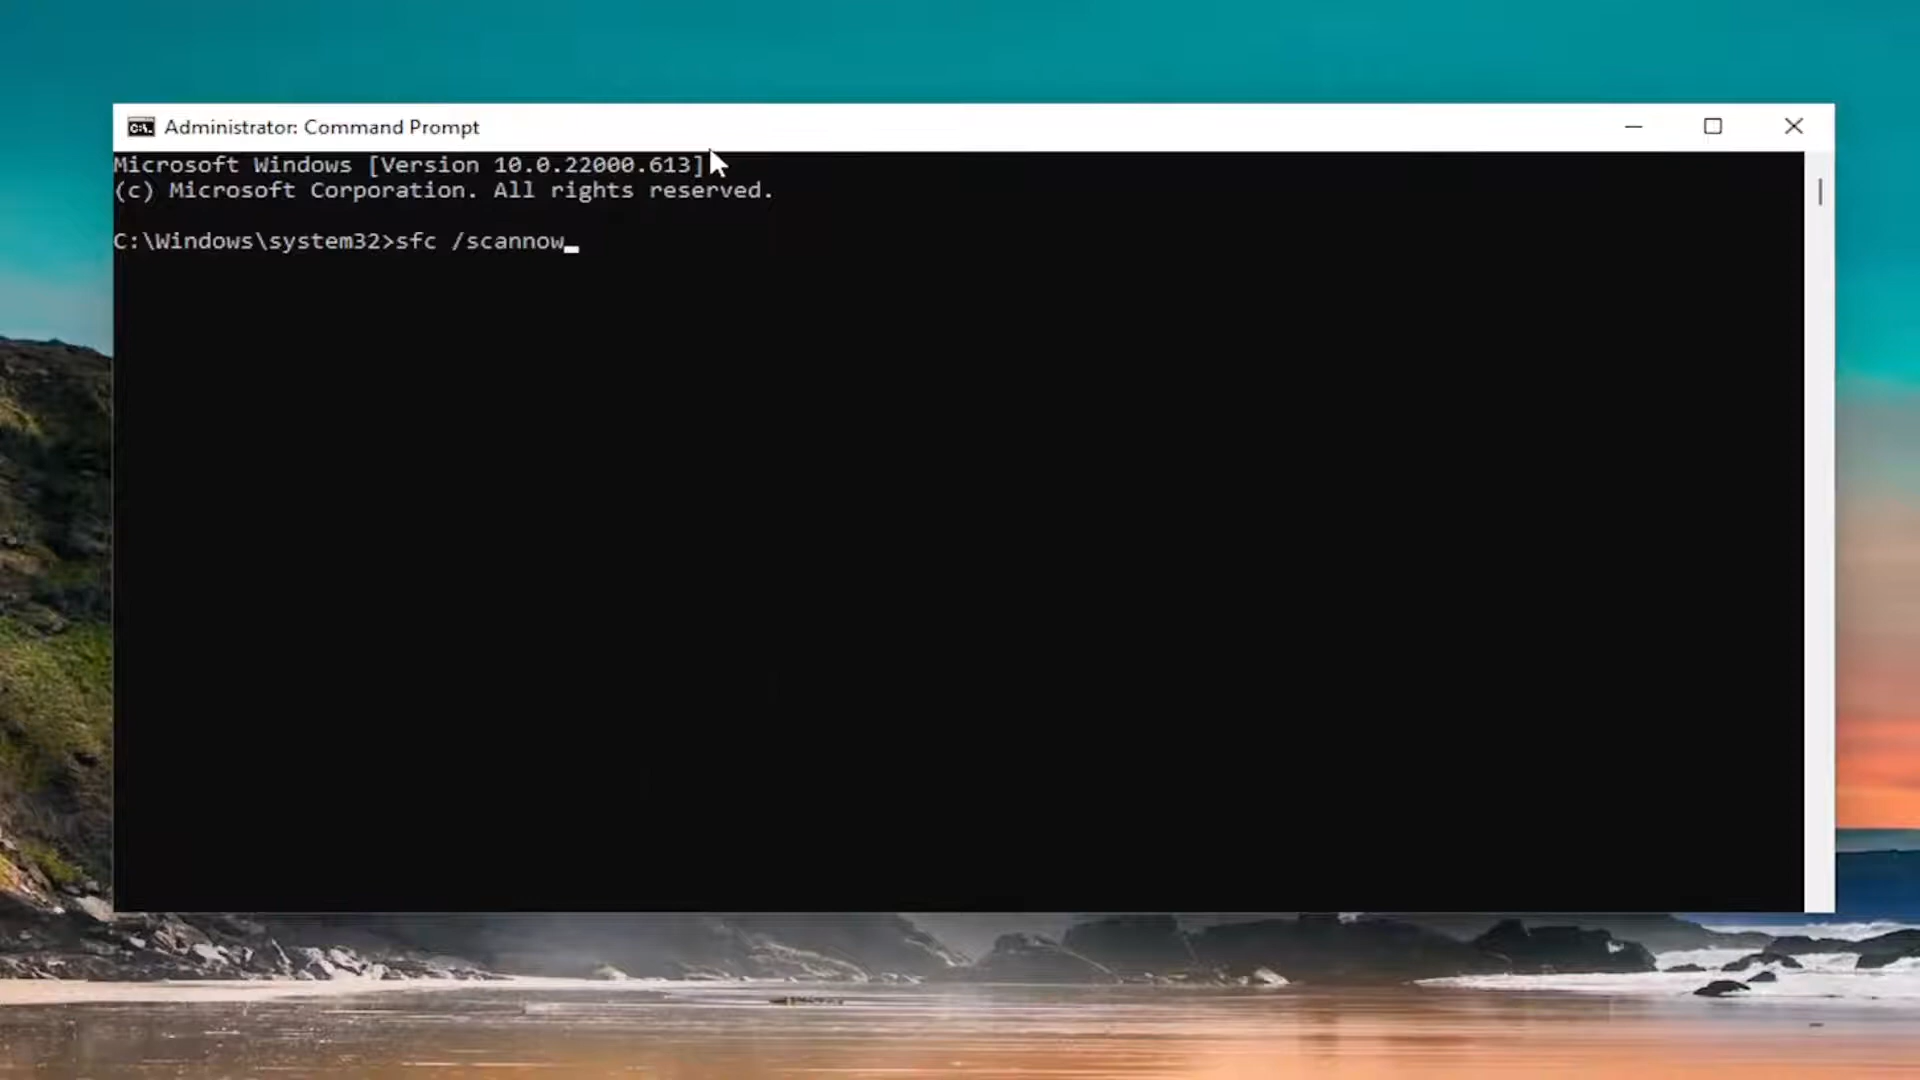 Administrator: Command Prompt
Microsoft Windows [Version 10.0.22000.613]
(c) Microsoft Corporation. All rights reserved.
C:\Windows\system32>sfc /scannow